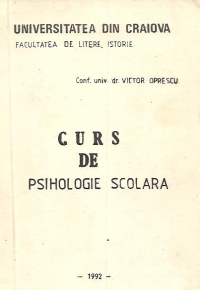 UNIVERSITATEA DIN CRAIOVA
FACULTATEA DE LITERE, ISTORIE
Conf. univ. dr. VICTOR OPRESCU
CURS
DE
PSIHOLOGIE SCOLARA
- 1992 -